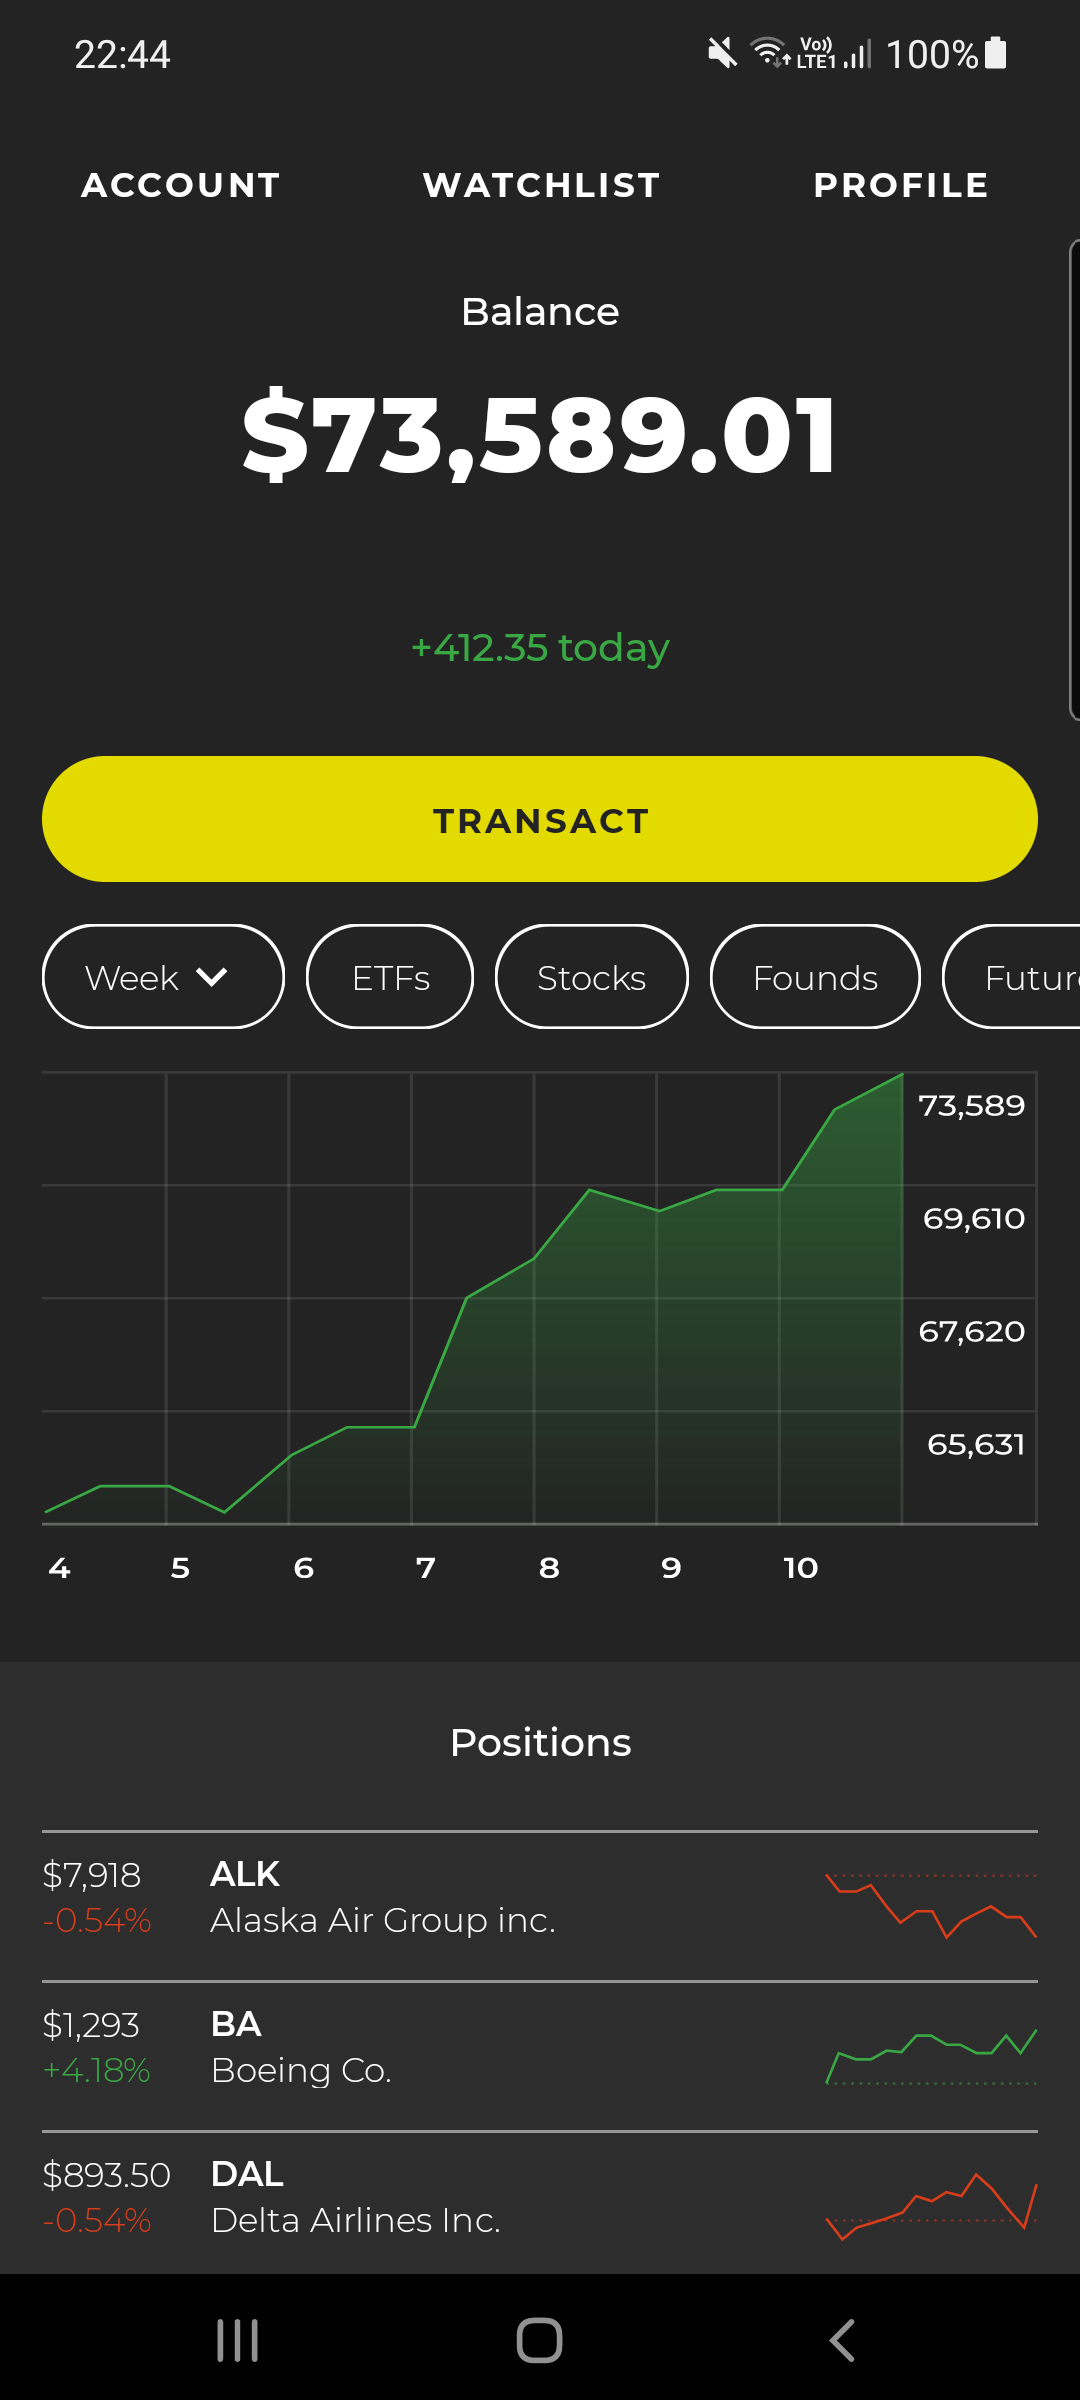 22:44 Vo)) LTE1 100%
ACCOUNT WATCHLIST PROFILE
Balance
$73,589.01
+412.35 today
TRANSACT
Week ETFs Stocks Founds Future
73,589
69,610
67,620
65,631
4 5 6 7 8 9 10
Positions
$7,918 ALK
-0.54% Alaska Air Group inc.
$1,293 BA
+4.18% Boeing Co.
$893.50 DAL
-0.54% Delta Airlines Inc.